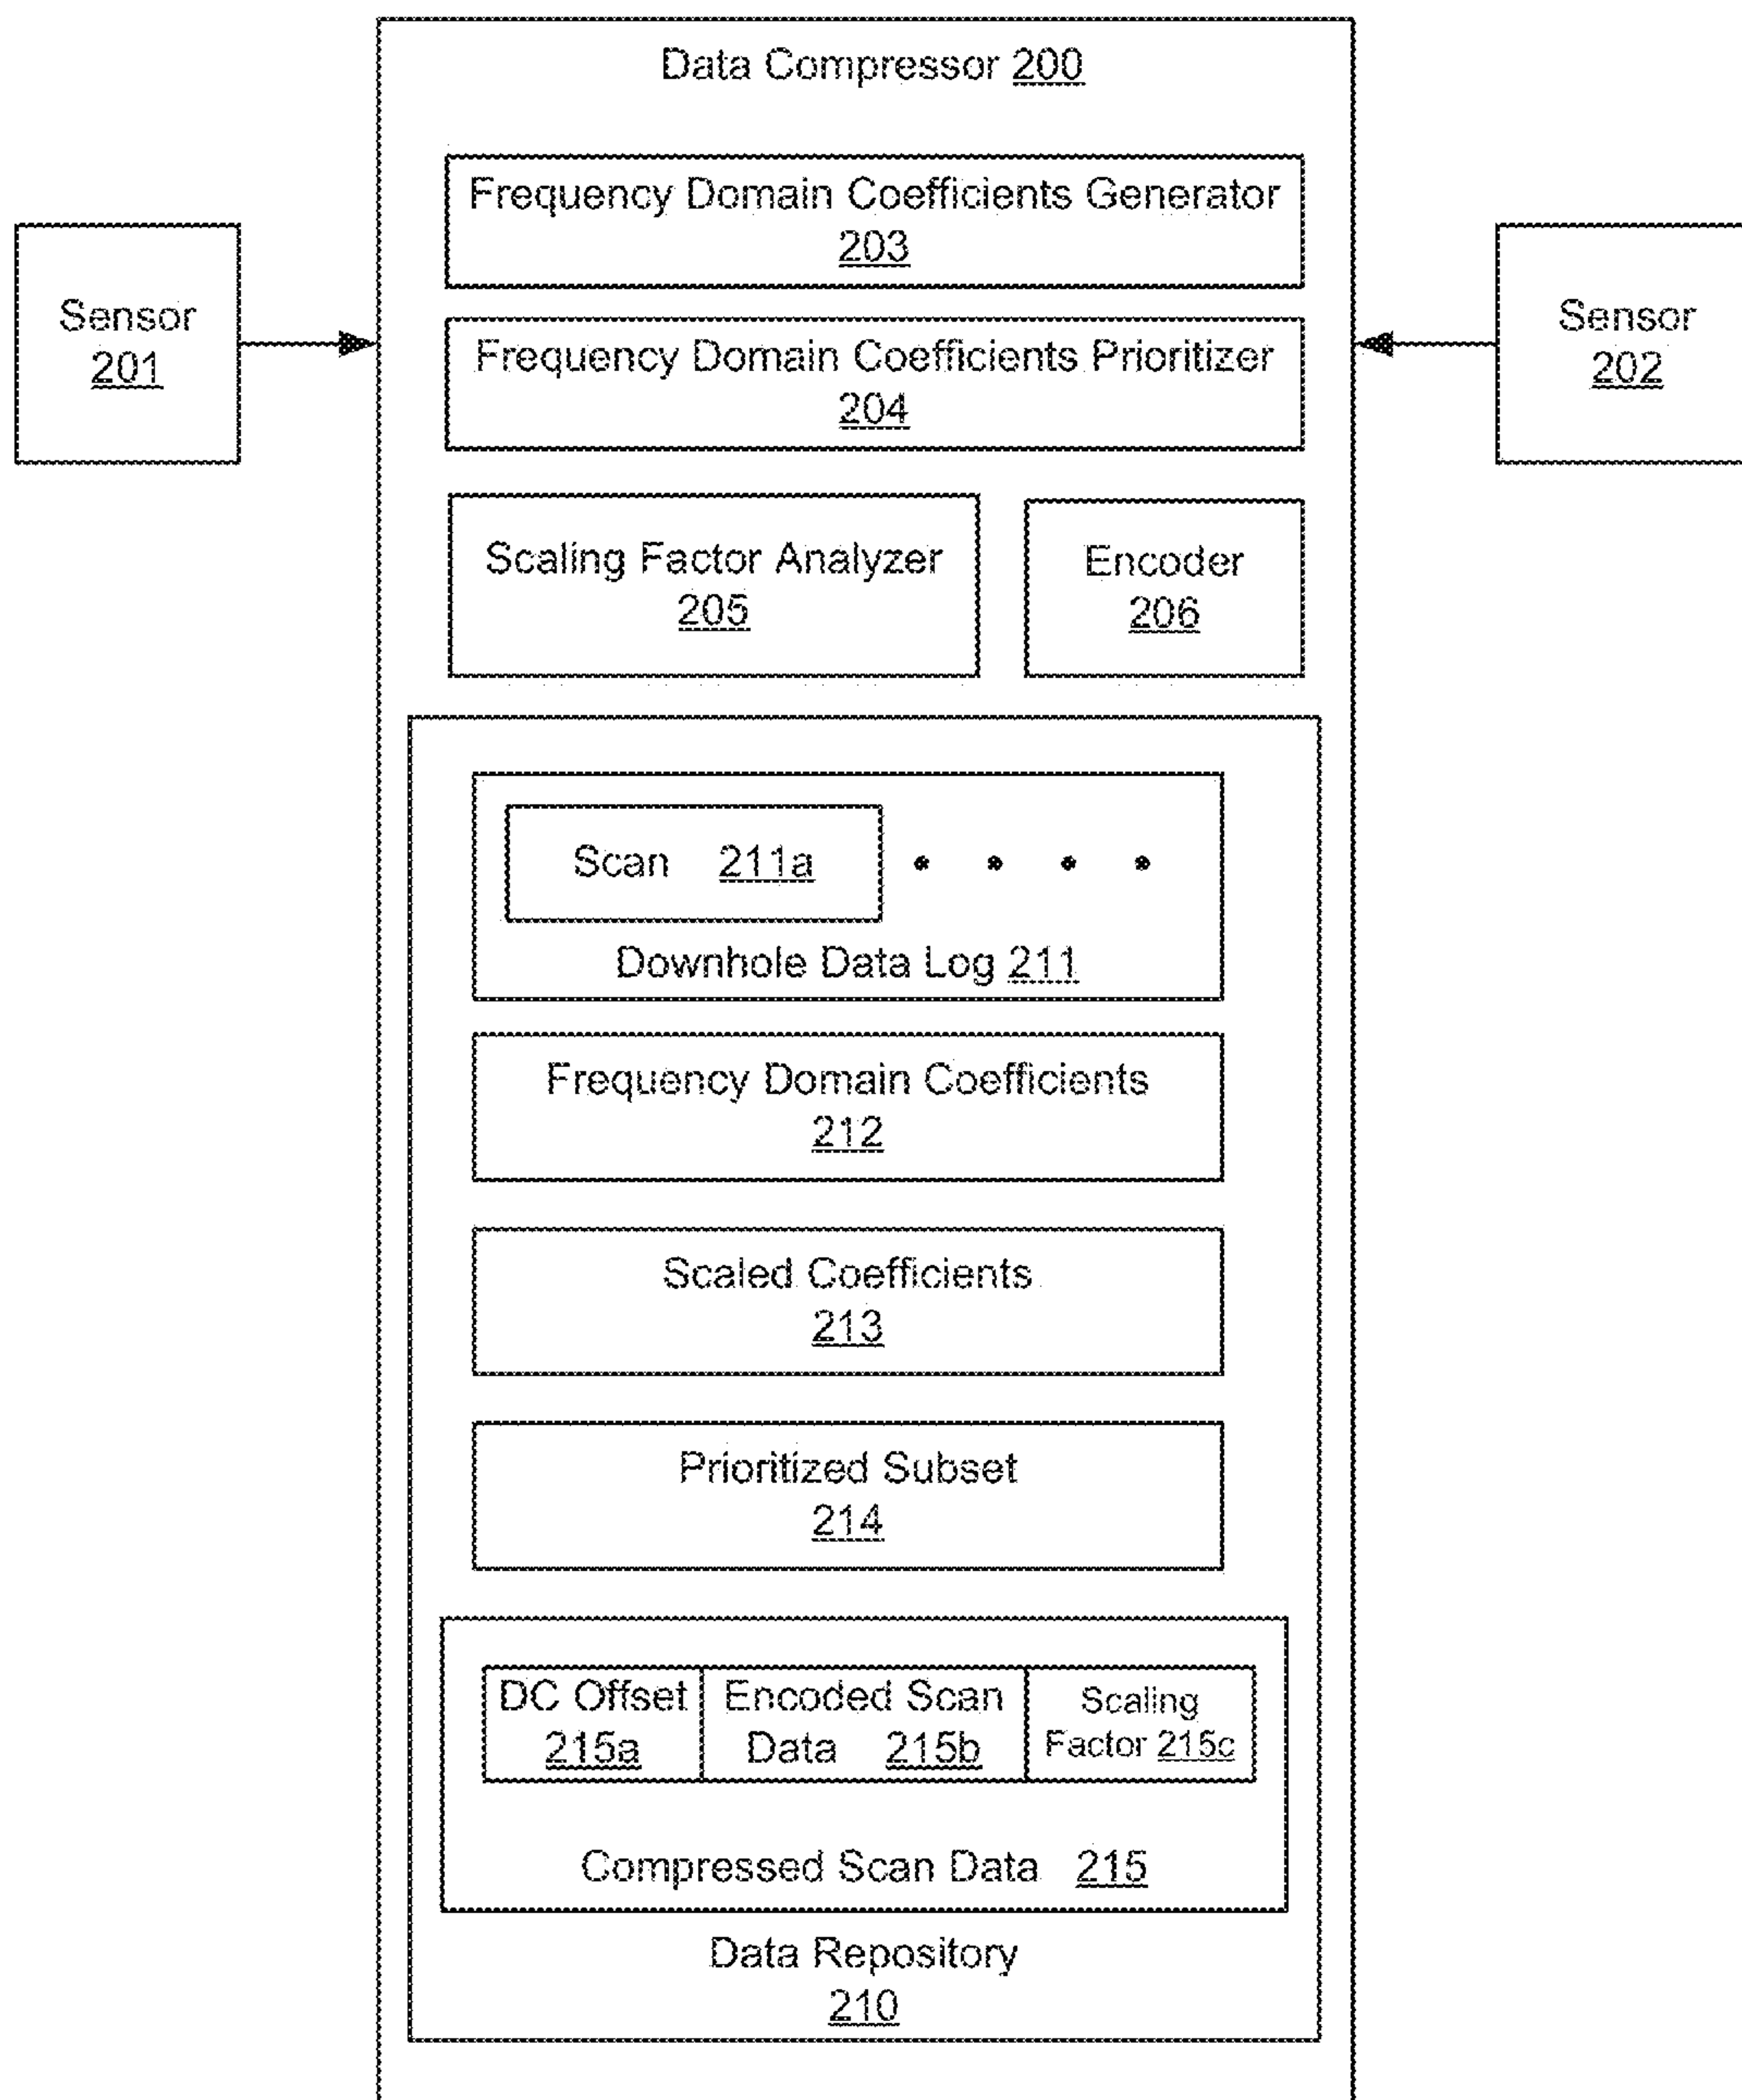 Data Compressor 200
Frequency Domain Coefficients Generator
203
Sensor
201
Frequency Domain Coefficients Prioritizer
204
Sensor
202
Scaling Factor Analyzer
205
Encoder
206
Scan 211a
Downhole Data Log 211
Frequency Domain Coefficients
212
Scaled Coefficients
213
Prioritized Subset
214
DC Offset
215a
Encoded Scan
Data 215b
Scaling
Factor 215c
Compressed Scan Data 215
Data Repository
210